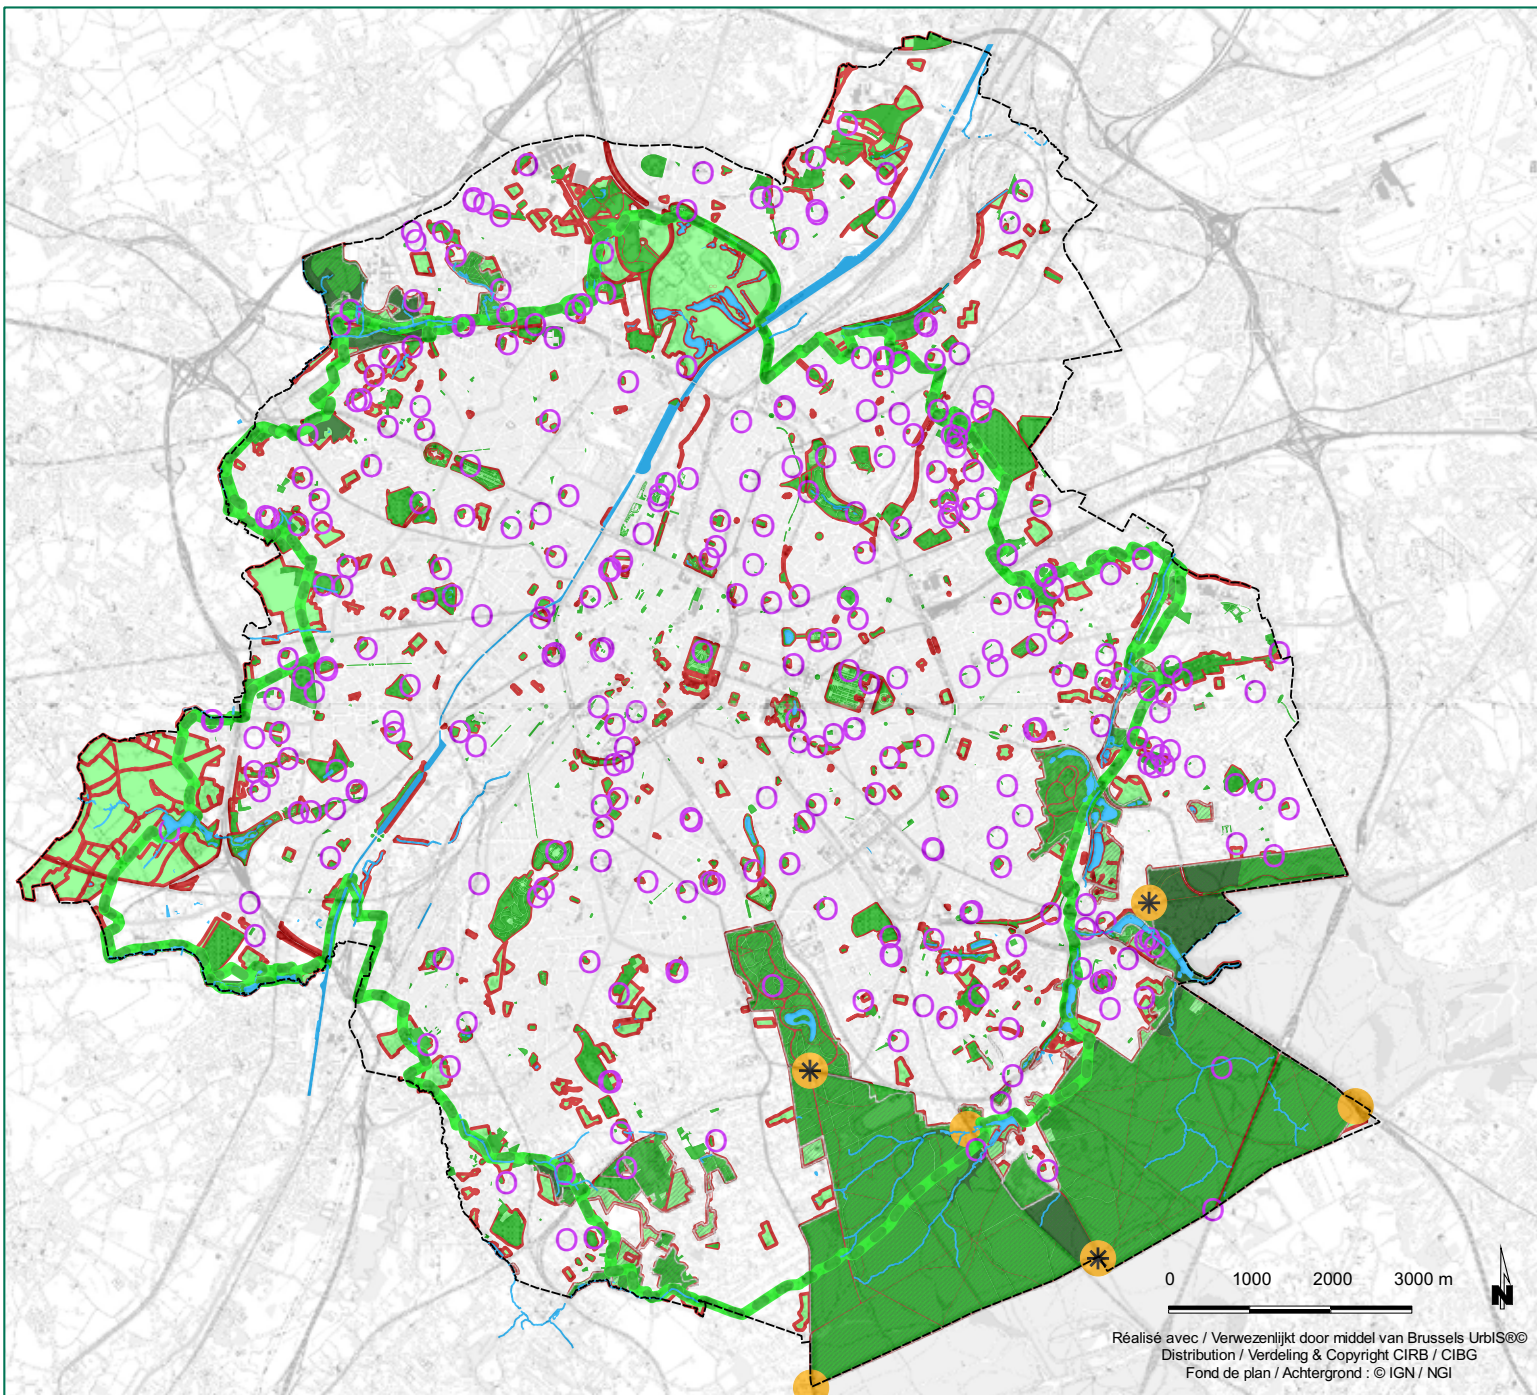 0 1000 2000 3000 m
N
Réalisé avec / Verwezenlijkt door middel van Brussels UrbIS®©
Distribution / Verdeling & Copyright CIRB / CIBG
Fond de plan / Achtergrond : © IGN / NGI